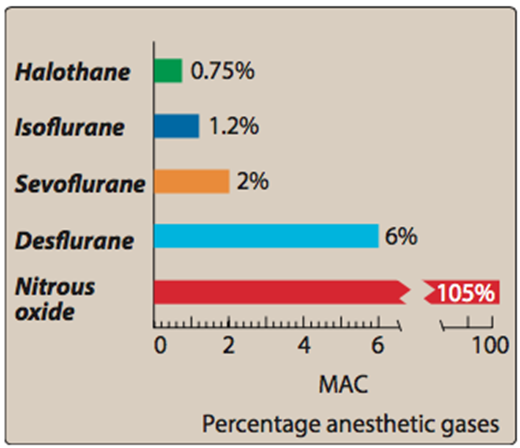 Halothane 0.75%
Isoflurane 1.2%
Sevoflurane 2%
Desflurane 6%
Nitrous
oxide 105%
0 2 4 6 100
MAC
Percentage anesthetic gases